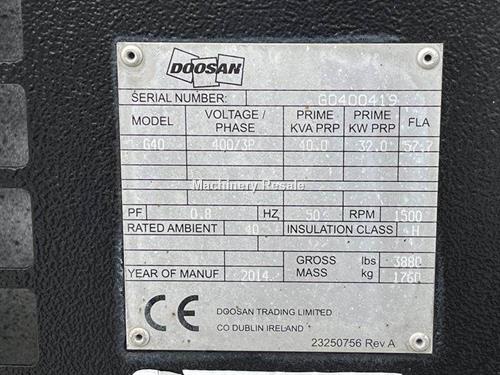 DOOSAN
SERIAL NUMBER: GD400419
MODEL VOLTAGE / PHASE PRIME KVA PRP PRIME KW PRP FLA
G40 400/3P 40.0 32.0 57.7
Machinery Resale
PF 0.8 HZ 50 RPM 1500
RATED AMBIENT 40 INSULATION CLASS H
GROSS MASS lbs 3880
YEAR OF MANUF 2014 kg 1760
CE
DOOSAN TRADING LIMITED
CO DUBLIN IRELAND
23250756 Rev A